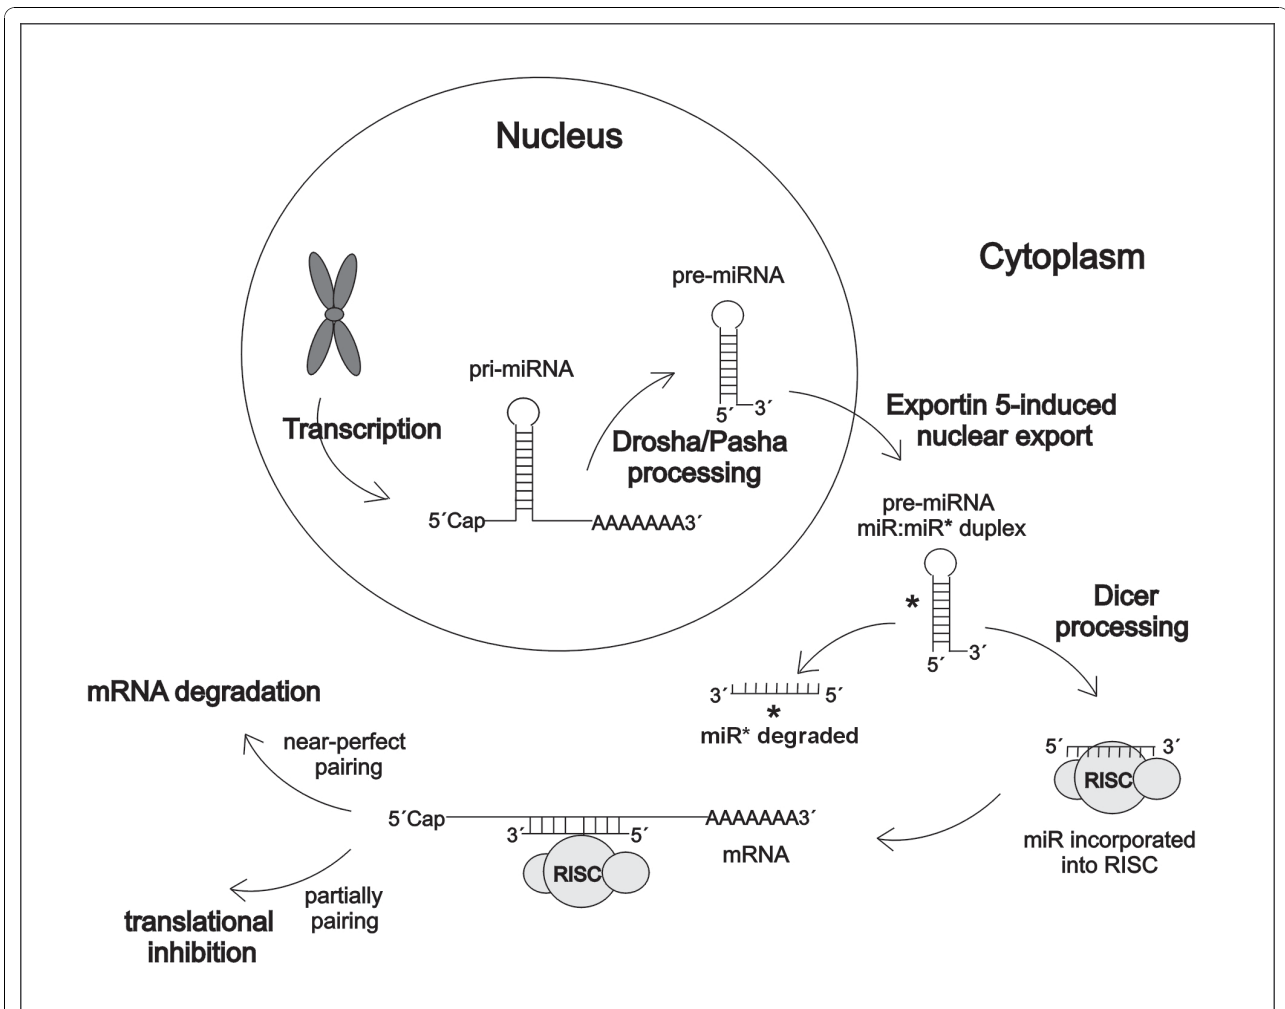 Nucleus
Cytoplasm
pre-miRNA
5´ 3´
pri-miRNA
Transcription
5´Cap AAAAAAA3´
Drosha/Pasha
processing
Exportin 5-induced
nuclear export
pre-miRNA
miR:miR* duplex
*
5´ 3´
Dicer
processing
3´ 5´
*
miR* degraded
5´ 3´
RISC
miR incorporated
into RISC
mRNA degradation
near-perfect
pairing
5´Cap AAAAAAA3´
3´ 5´
mRNA
RISC
partially
pairing
translational
inhibition